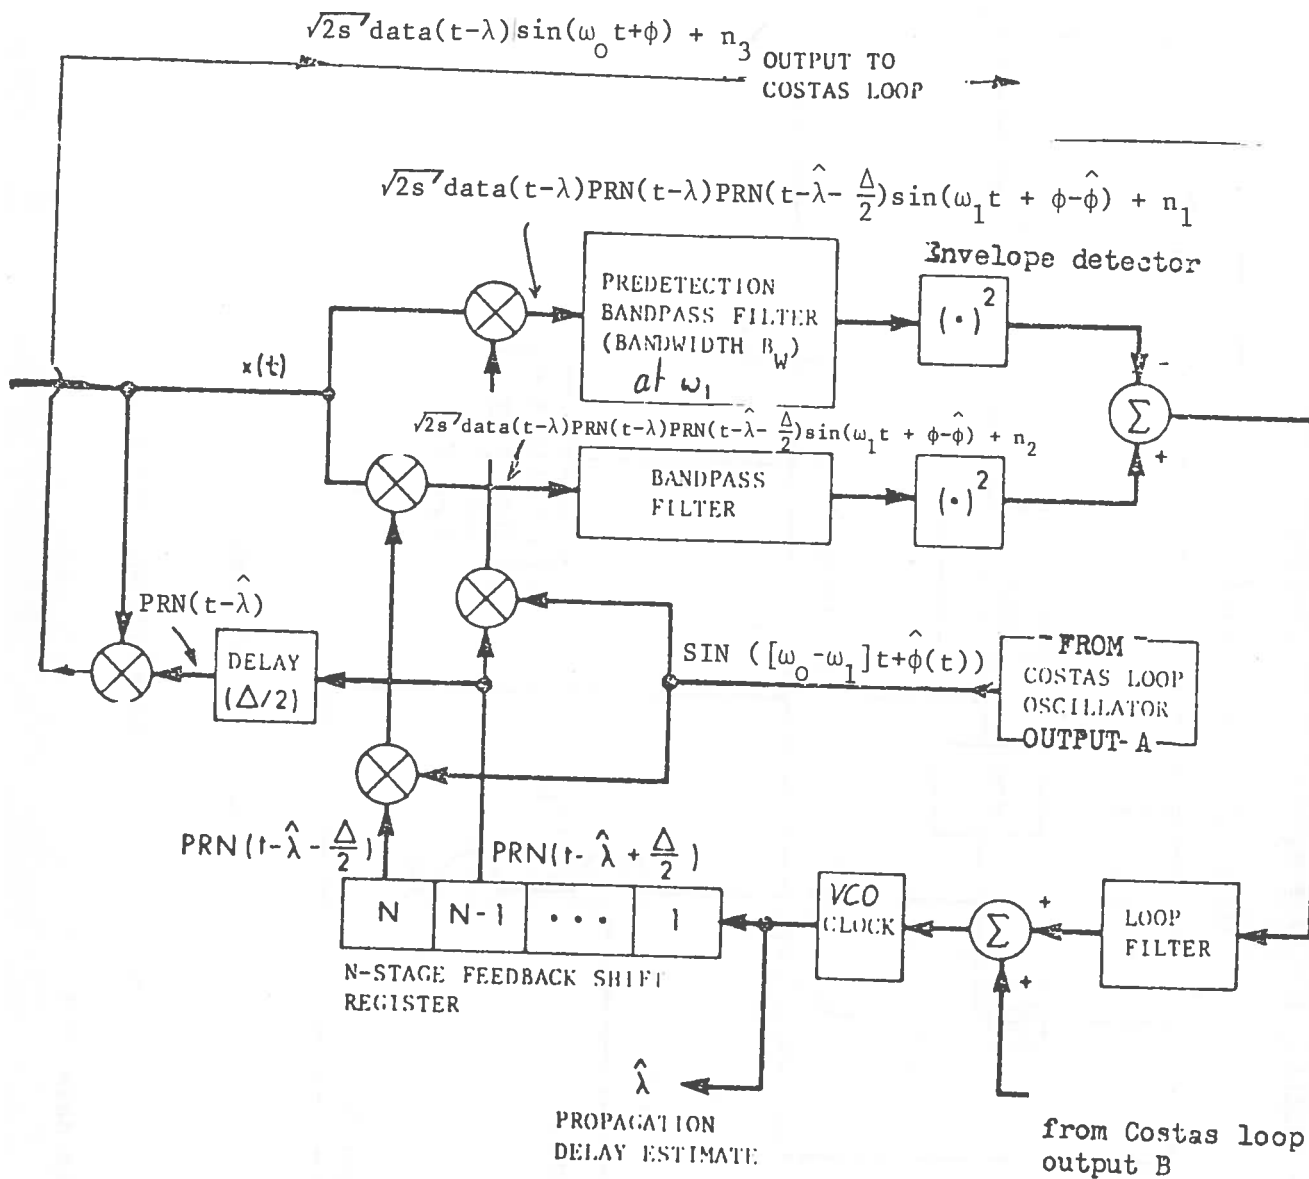 √2s data(t-λ)sin(ω₀t+ϕ) + n₃
OUTPUT TO
COSTAS LOOP
√2s data(t-λ)PRN(t-λ)PRN(t-λ̂- Δ/2)sin(ω₁t + ϕ-ϕ̂) + n₁
Envelope detector
PREDETECTION
BANDPASS FILTER
(BANDWIDTH B_W)
at ω₁
(·)²
-
x(t)
Σ
√2s data(t-λ)PRN(t-λ)PRN(t-λ̂- Δ/2)sin(ω₁t + ϕ-ϕ̂) + n₂
+
BANDPASS
FILTER
(·)²
PRN(t-λ̂)
DELAY
(Δ/2)
SIN ([ω₀-ω₁]t+ϕ̂(t))
FROM
COSTAS LOOP
OSCILLATOR
OUTPUT A
PRN(t-λ̂-Δ/2)
PRN(t-λ̂+Δ/2)
N
N-1
•••
1
VCO
CLOCK
Σ
+
+
LOOP
FILTER
N-STAGE FEEDBACK SHIFT
REGISTER
λ̂
PROPAGATION
DELAY ESTIMATE
from Costas loop
output B